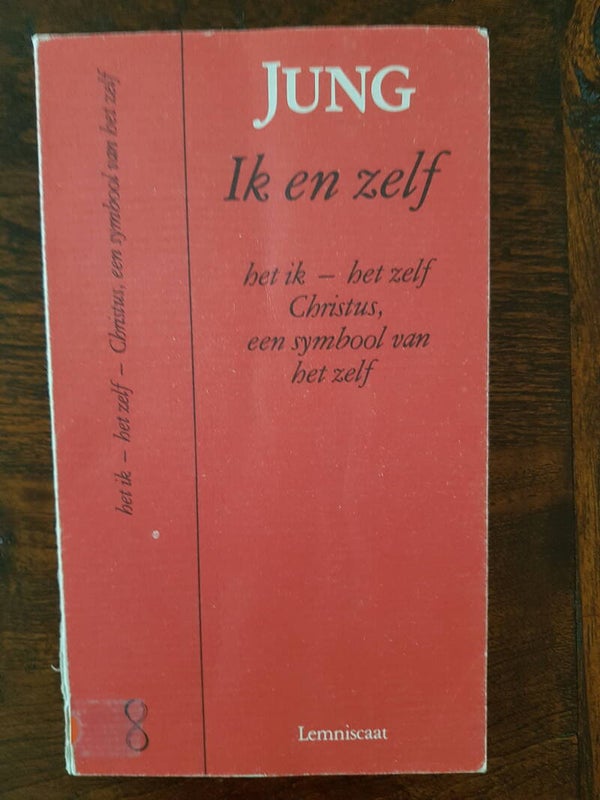 JUNG
Ik en zelf
het ik – het zelf
Christus,
een symbool van
het zelf
Lemniscaat
het ik – het zelf – Christus, een symbool van het zelf